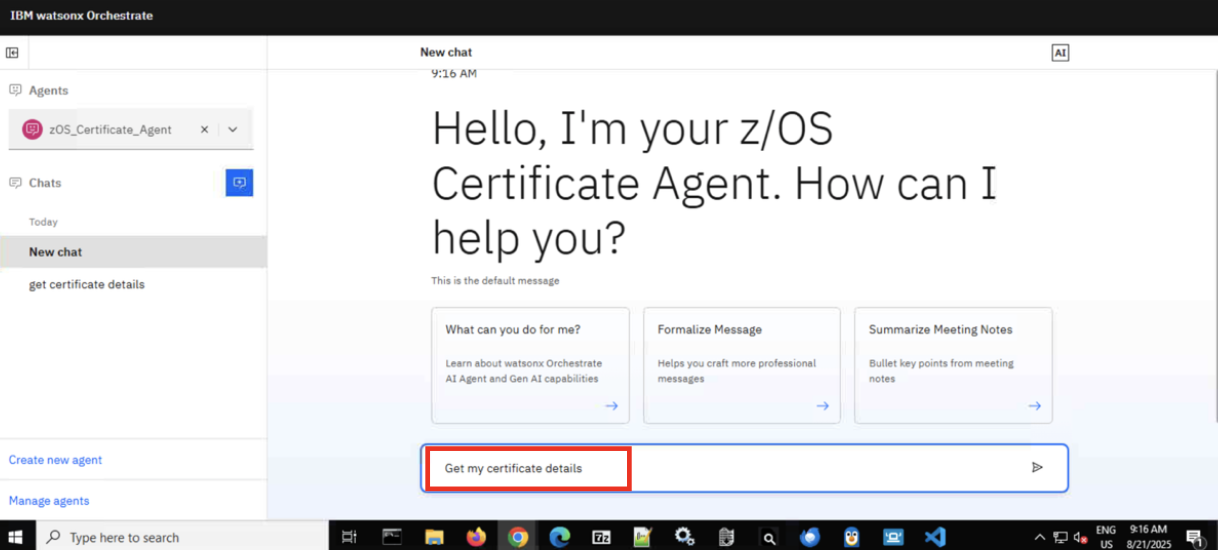 IBM watsonx Orchestrate
New chat
AI
Agents
zOS_Certificate_Agent
Chats
Today
New chat
get certificate details
Create new agent
Manage agents
9:16 AM
Hello, I'm your z/OS
Certificate Agent. How can I
help you?
This is the default message
What can you do for me?
Learn about watsonx Orchestrate
AI Agent and Gen AI capabilities
Formalize Message
Helps you craft more professional
messages
Summarize Meeting Notes
Bullet key points from meeting
notes
Get my certificate details
Type here to search
7z
ENG
US
9:16 AM
8/21/2025
1